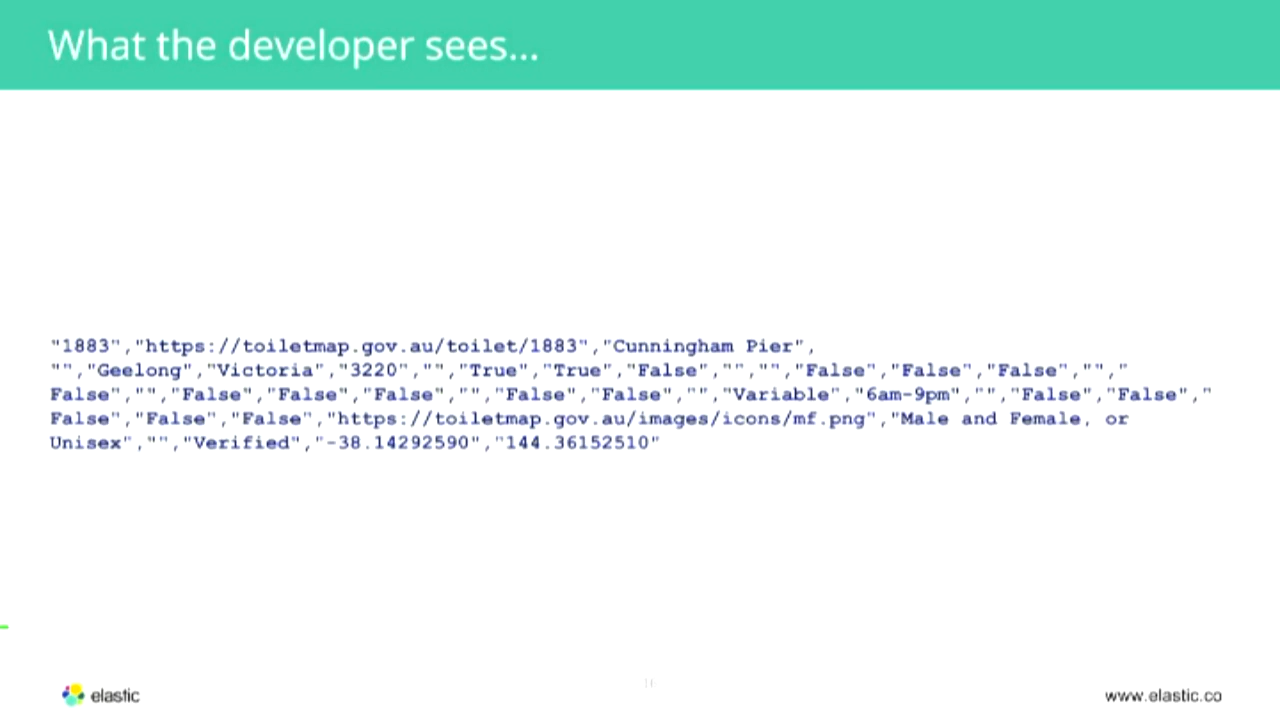 What the developer sees...
"1883","https://toiletmap.gov.au/toilet/1883","Cunningham Pier",
"","Geelong","Victoria","3220","","True","True","False","","","False","False","False","","
False","","False","False","False","","False","False","","Variable","6am-9pm","","False","False","
False","False","False","https://toiletmap.gov.au/images/icons/mf.png","Male and Female, or
Unisex","","Verified","-38.14292590","144.36152510"
elastic
www.elastic.co